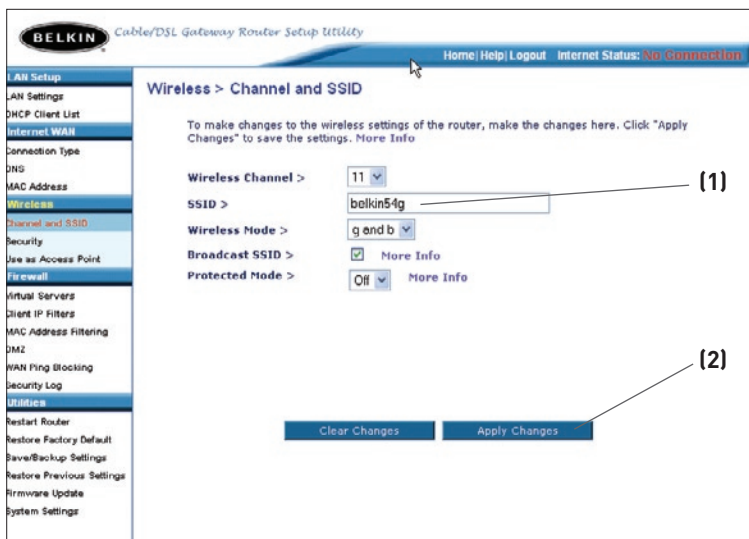 BELKIN
Cable/DSL Gateway Router Setup Utility
Home| Help| Logout Internet Status: No Connection
LAN Setup
LAN Settings
DHCP Client List
Internet WAN
Connection Type
DNS
MAC Address
Wireless
Channel and SSID
Security
Use as Access Point
Firewall
Virtual Servers
Client IP Filters
MAC Address Filtering
DMZ
WAN Ping Blocking
Security Log
Utilities
Restart Router
Restore Factory Default
Save/Backup Settings
Restore Previous Settings
Firmware Update
System Settings
Wireless > Channel and SSID
To make changes to the wireless settings of the router, make the changes here. Click "Apply
Changes" to save the settings. More Info
Wireless Channel > 11
SSID > belkin54g
(1)
Wireless Mode > g and b
Broadcast SSID > More Info
Protected Mode > Off More Info
(2)
Clear Changes Apply Changes